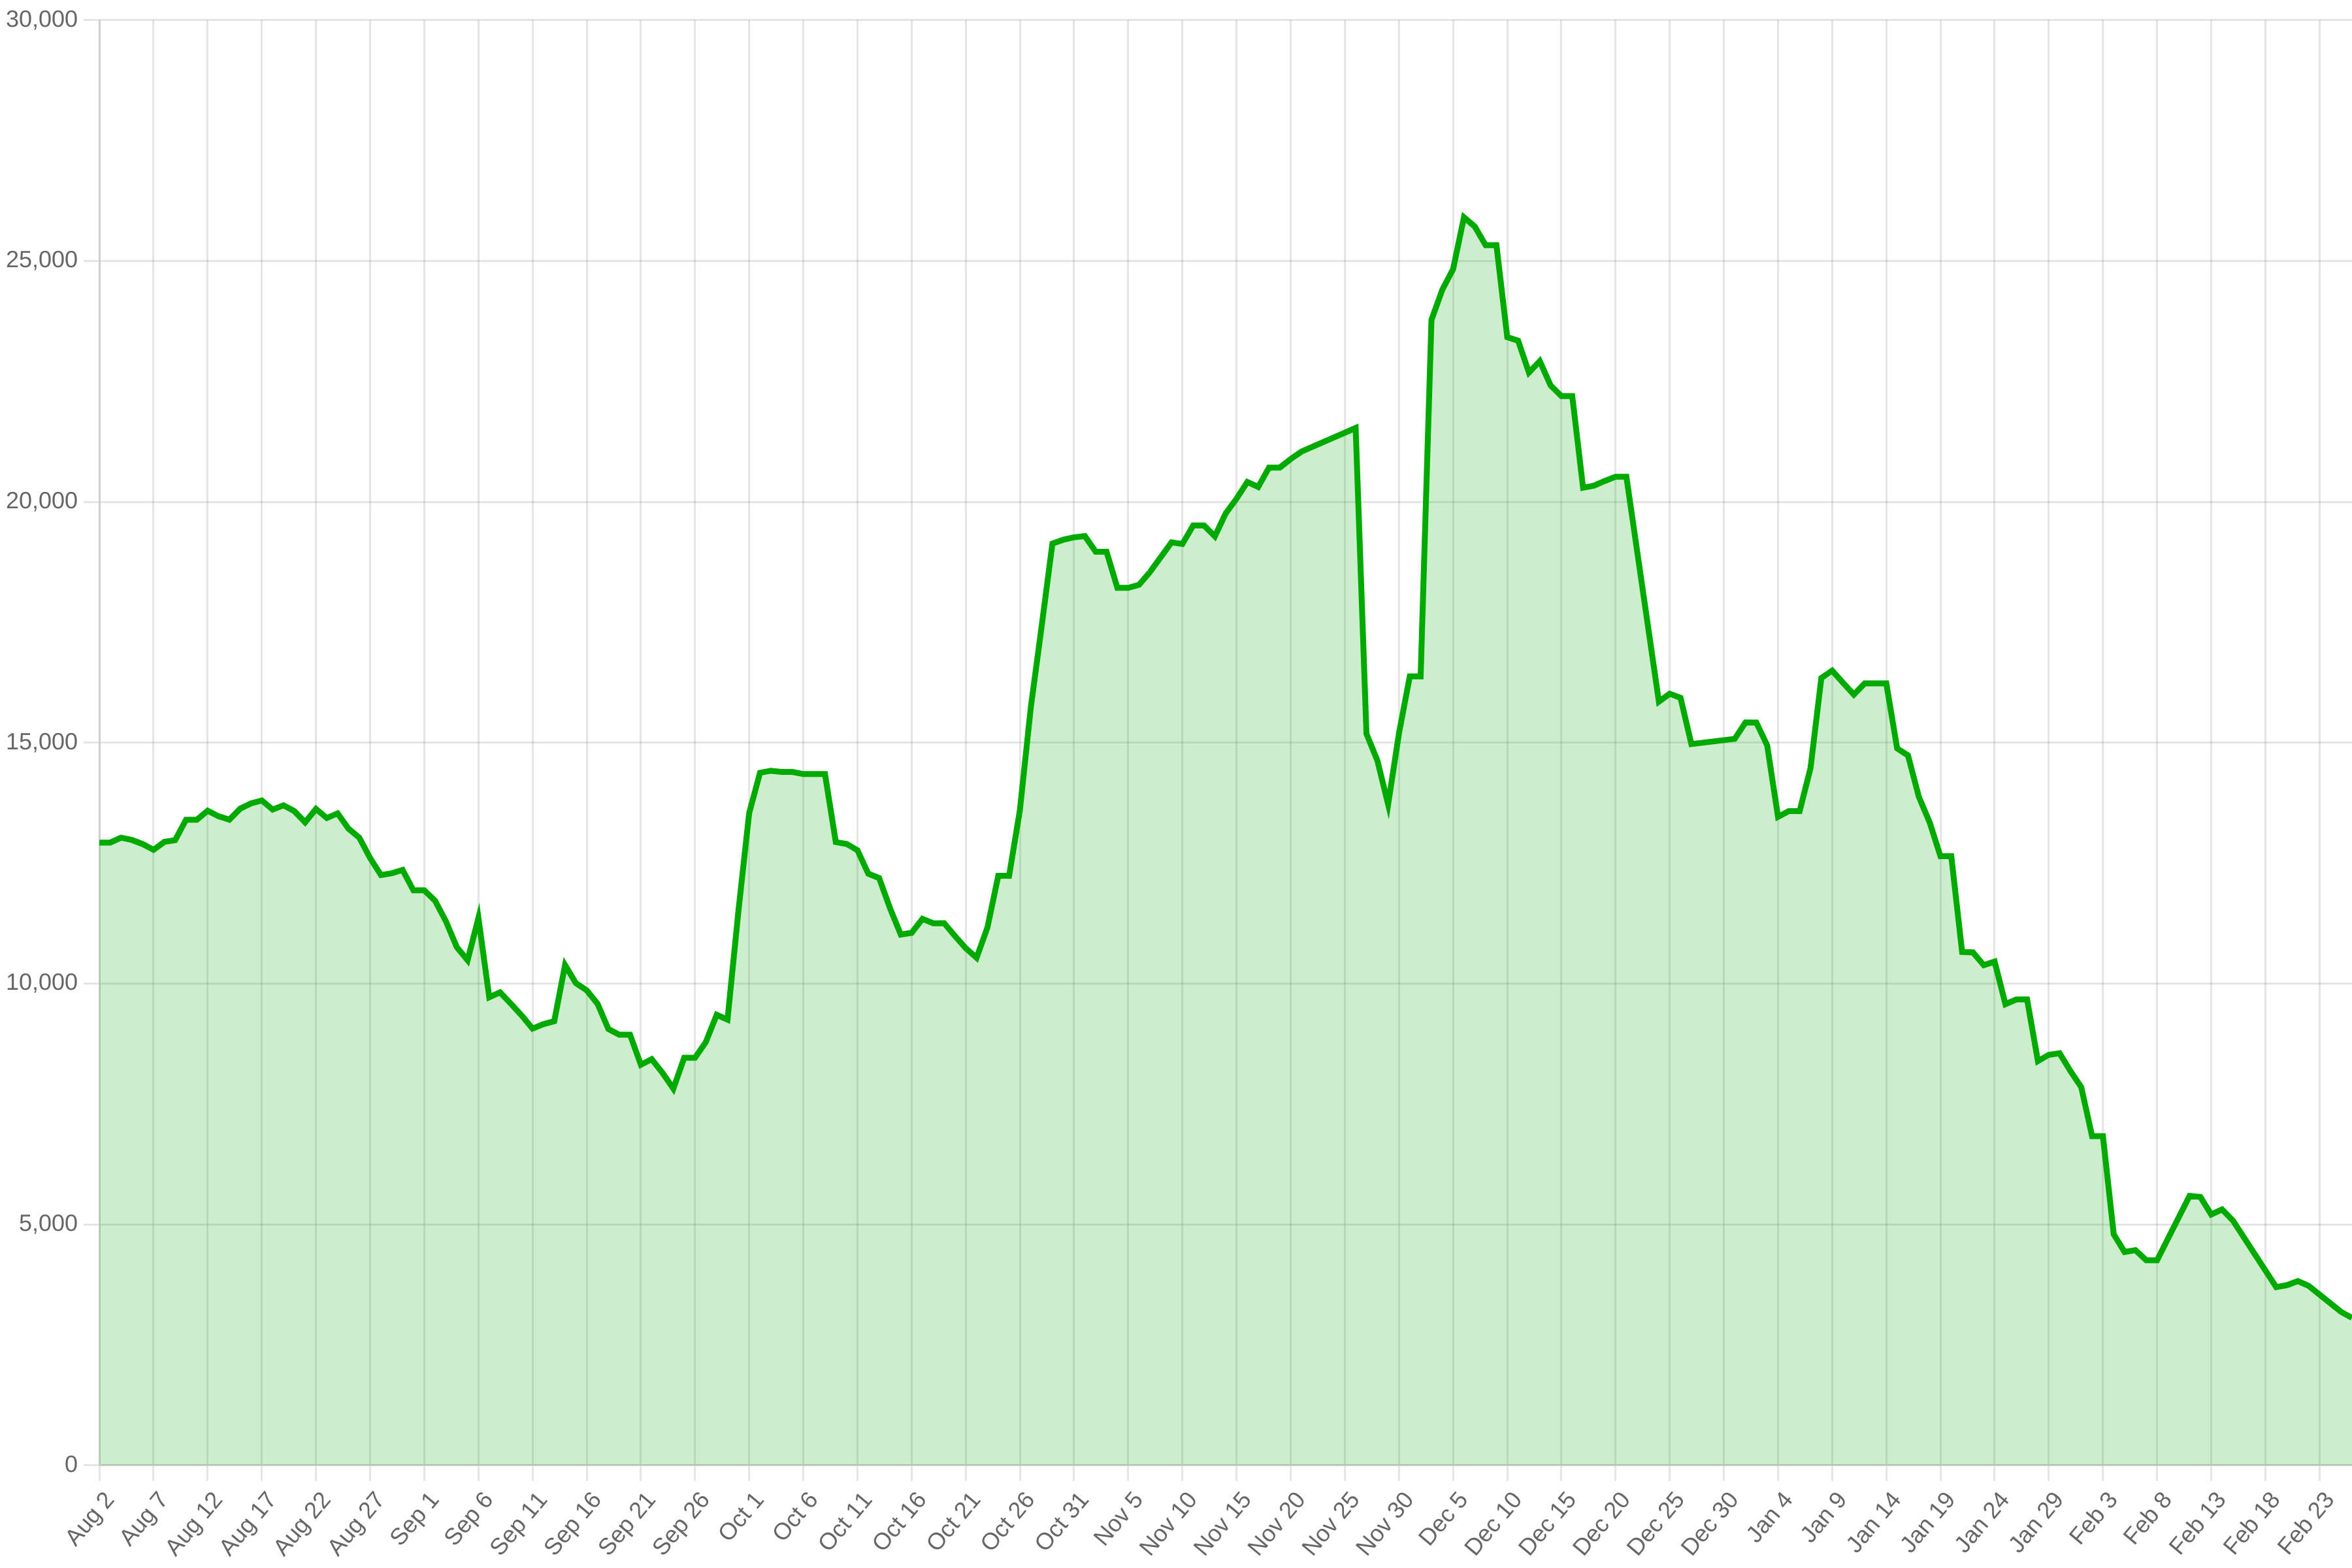 30,000
25,000
20,000
15,000
10,000
5,000
0
Aug 2
Aug 7
Aug 12
Aug 17
Aug 22
Aug 27
Sep 1
Sep 6
Sep 11
Sep 16
Sep 21
Sep 26
Oct 1
Oct 6
Oct 11
Oct 16
Oct 21
Oct 26
Oct 31
Nov 5
Nov 10
Nov 15
Nov 20
Nov 25
Nov 30
Dec 5
Dec 10
Dec 15
Dec 20
Dec 25
Dec 30
Jan 4
Jan 9
Jan 14
Jan 19
Jan 24
Jan 29
Feb 3
Feb 8
Feb 13
Feb 18
Feb 23